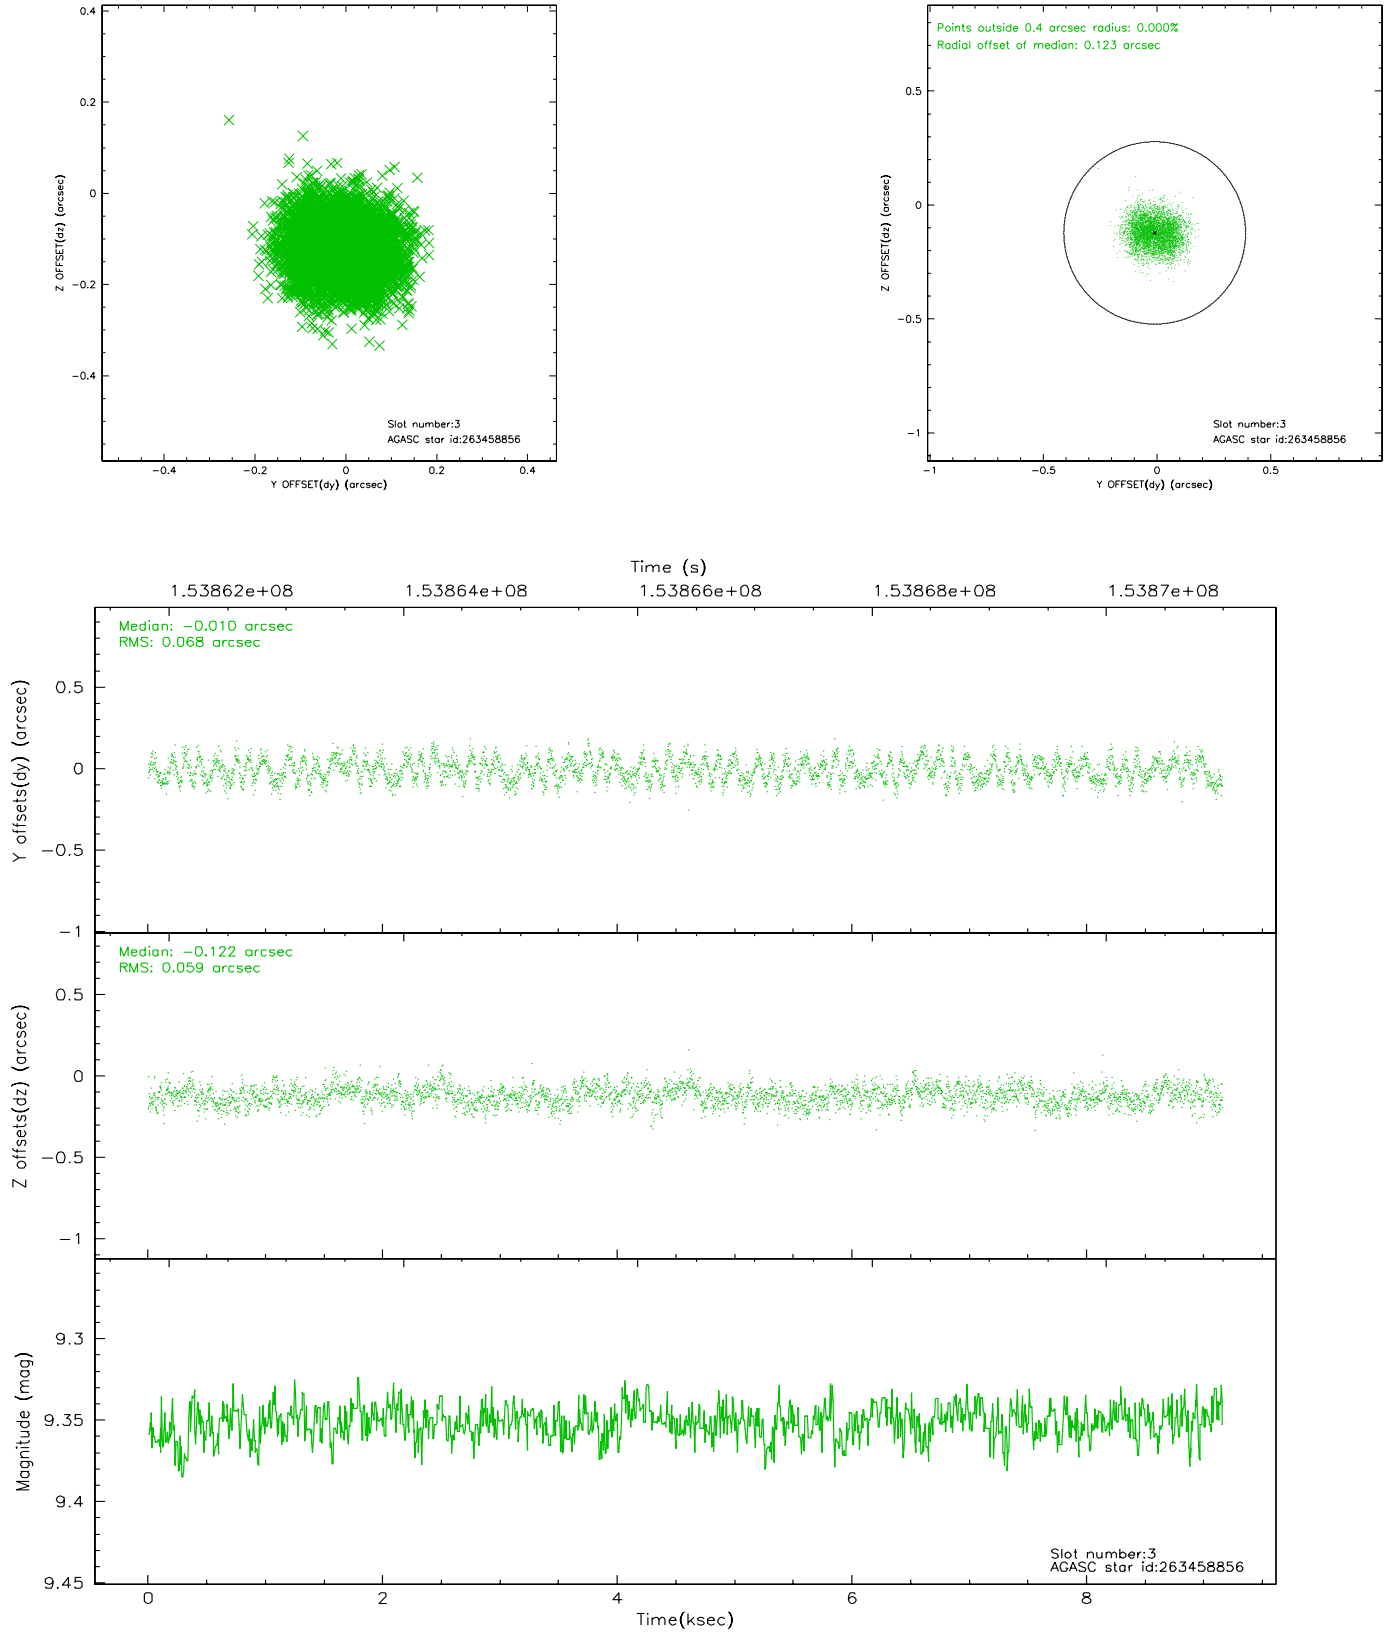 0.4
0.2
0
−0.2
−0.4
Z OFFSET(dz) (arcsec)
Slot number:3
AGASC star id:263458856
−0.4 −0.2 0 0.2 0.4
Y OFFSET(dy) (arcsec)
Points outside 0.4 arcsec radius: 0.000%
Radial offset of median: 0.123 arcsec
0.5
0
−0.5
−1
Z OFFSET(dz) (arcsec)
Slot number:3
AGASC star id:263458856
−1 −0.5 0 0.5
Y OFFSET(dy) (arcsec)
Time (s)
1.53862e+08 1.53864e+08 1.53866e+08 1.53868e+08 1.5387e+08
Median: −0.010 arcsec
RMS: 0.068 arcsec
0.5
0
−0.5
−1
Y offsets(dy) (arcsec)
Median: −0.122 arcsec
RMS: 0.059 arcsec
0.5
0
−0.5
−1
Z offsets(dz) (arcsec)
9.3
9.35
9.4
9.45
Magnitude (mag)
Slot number:3
AGASC star id:263458856
0 2 4 6 8
Time(ksec)